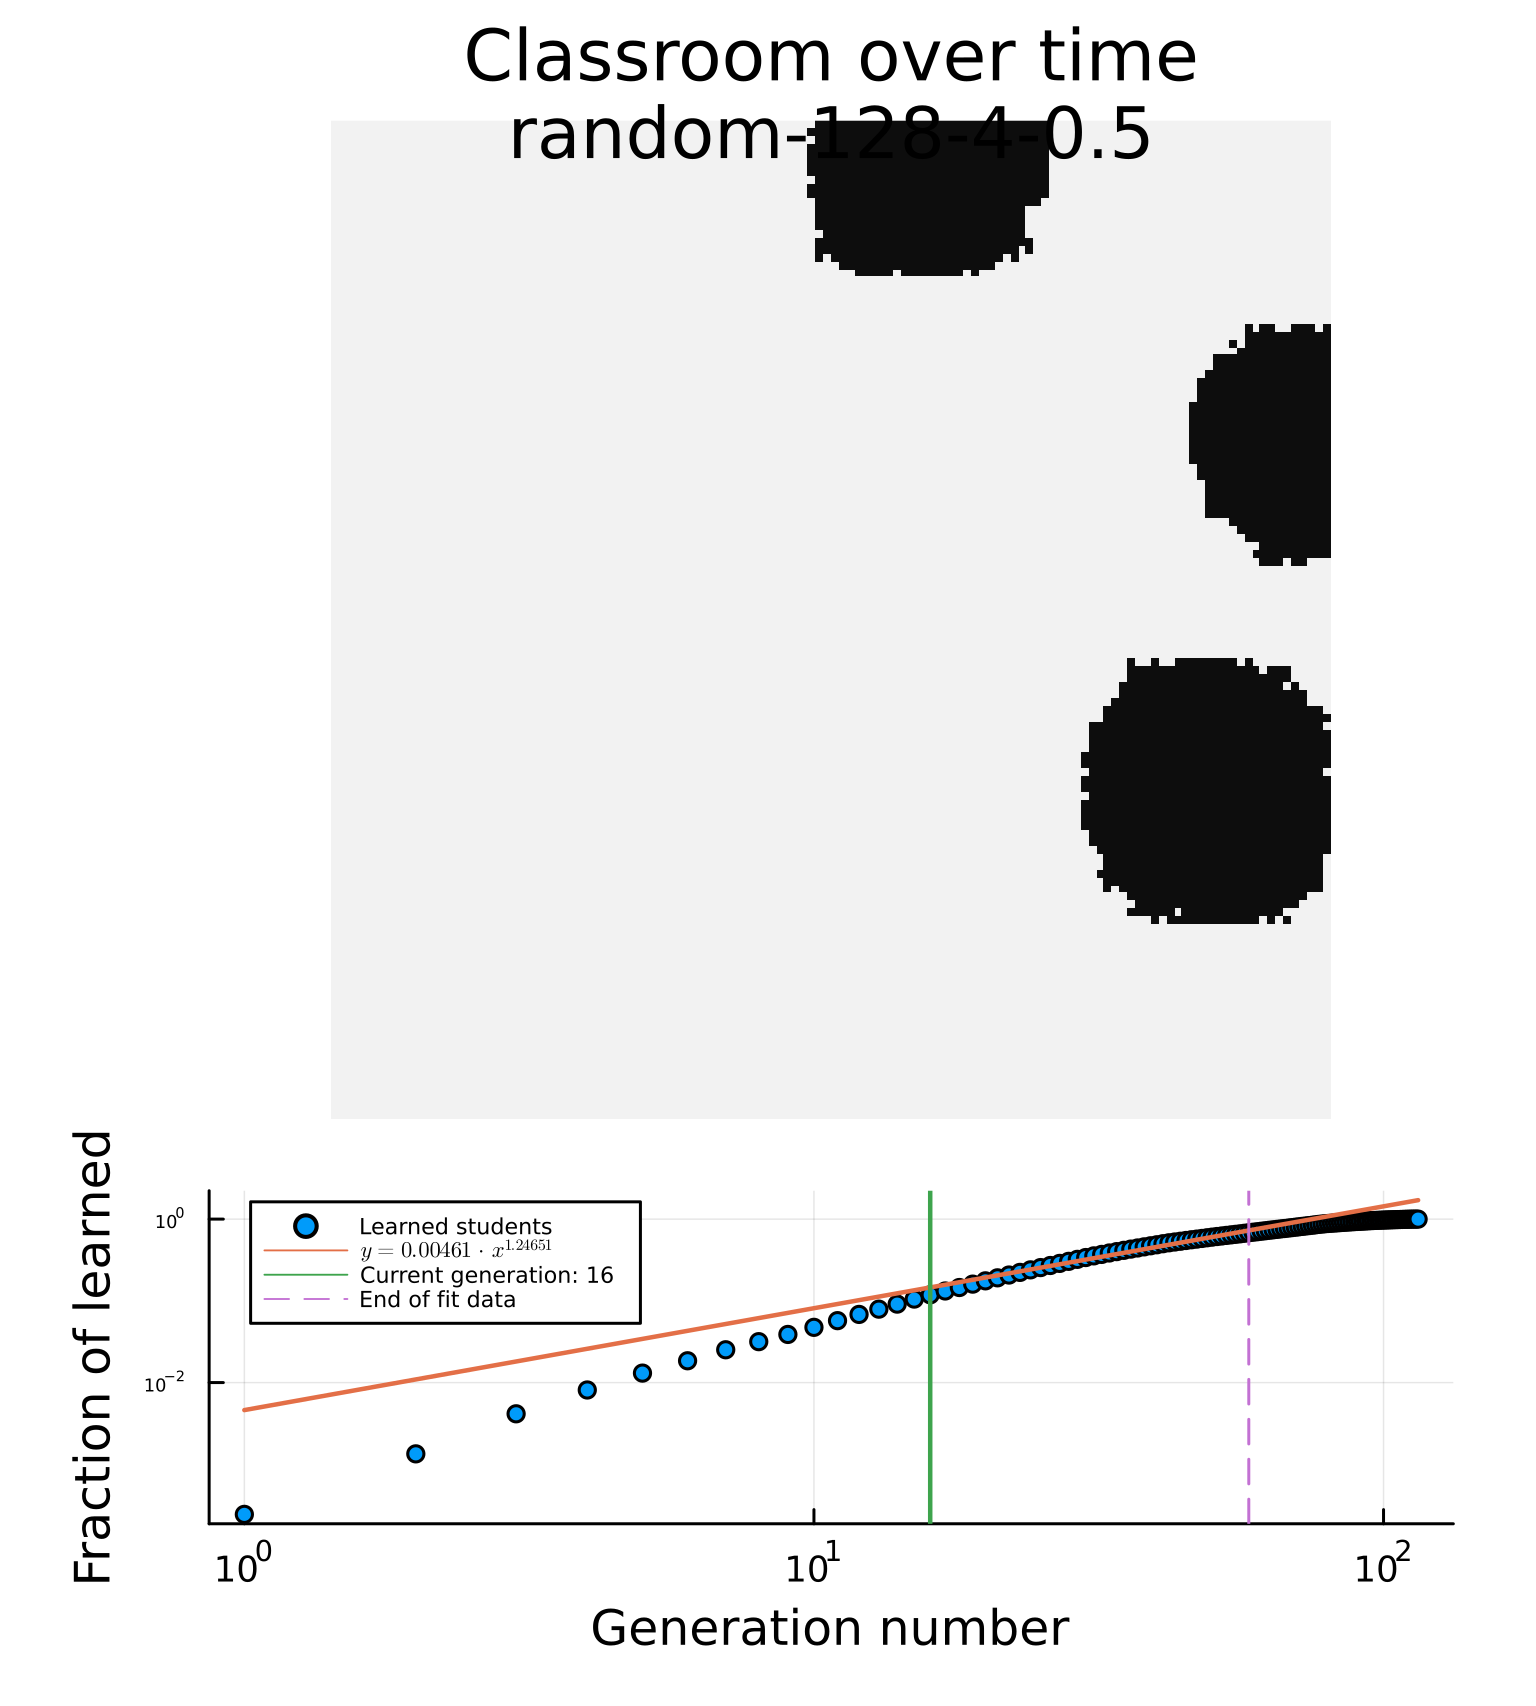 Classroom over time
random-128-4-0.5
Fraction of learned
10^0
10^-2
Learned students
y = 0.00461 · x^1.24651
Current generation: 16
End of fit data
10^0
10^1
10^2
Generation number